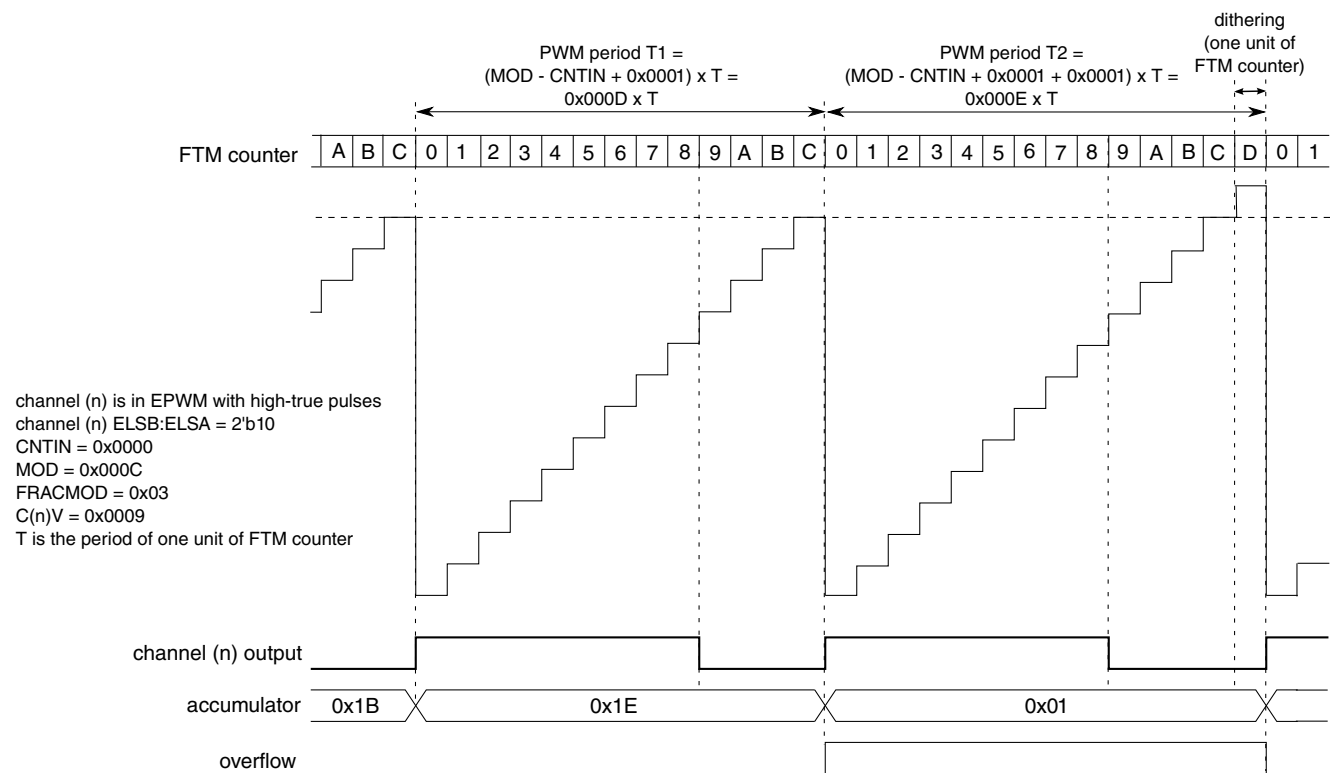 dithering
(one unit of
FTM counter)
PWM period T1 =
(MOD - CNTIN + 0x0001) x T =
0x000D x T
PWM period T2 =
(MOD - CNTIN + 0x0001 + 0x0001) x T =
0x000E x T
FTM counter A B C 0 1 2 3 4 5 6 7 8 9 A B C 0 1 2 3 4 5 6 7 8 9 A B C D 0 1
channel (n) is in EPWM with high-true pulses
channel (n) ELSB:ELSA = 2'b10
CNTIN = 0x0000
MOD = 0x000C
FRACMOD = 0x03
C(n)V = 0x0009
T is the period of one unit of FTM counter
channel (n) output
accumulator 0x1B 0x1E 0x01
overflow